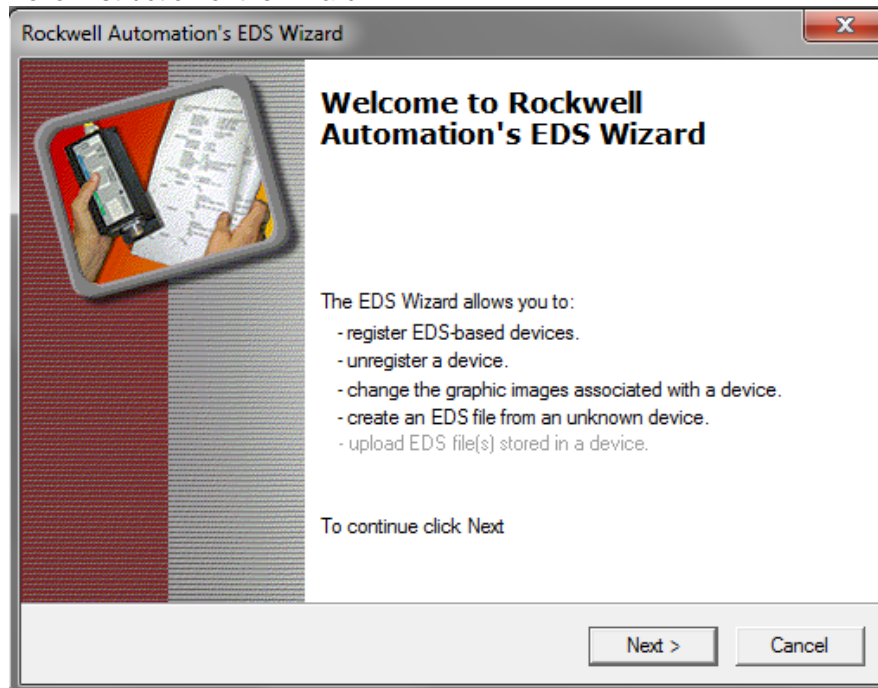 Rockwell Automation's EDS Wizard
Welcome to Rockwell
Automation's EDS Wizard
The EDS Wizard allows you to:
- register EDS-based devices.
- unregister a device.
- change the graphic images associated with a device.
- create an EDS file from an unknown device.
- upload EDS file(s) stored in a device.
To continue click Next
Next >
Cancel